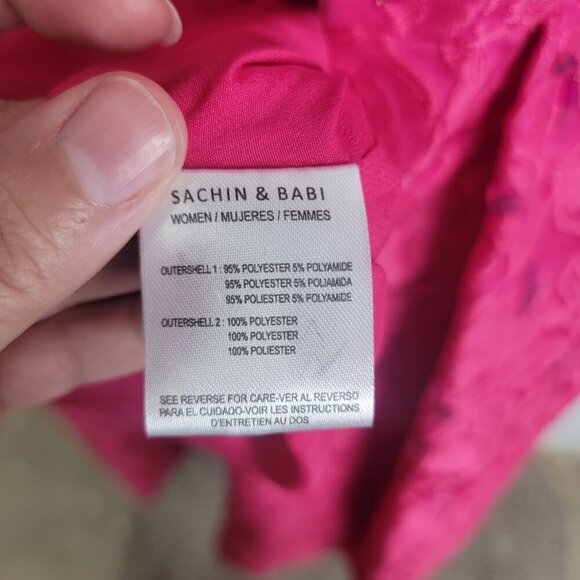 SACHIN & BABI
WOMEN / MUJERES / FEMMES
OUTERSHELL 1 : 95% POLYESTER 5% POLYAMIDE
95% POLYESTER 5% POLIAMIDA
95% POLIESTER 5% POLYAMIDE
OUTERSHELL 2 : 100% POLYESTER
100% POLYESTER
100% POLIESTER
SEE REVERSE FOR CARE-VER AL REVERSO
PARA EL CUIDADO-VOIR LES INSTRUCTIONS
D'ENTRETIEN AU DOS